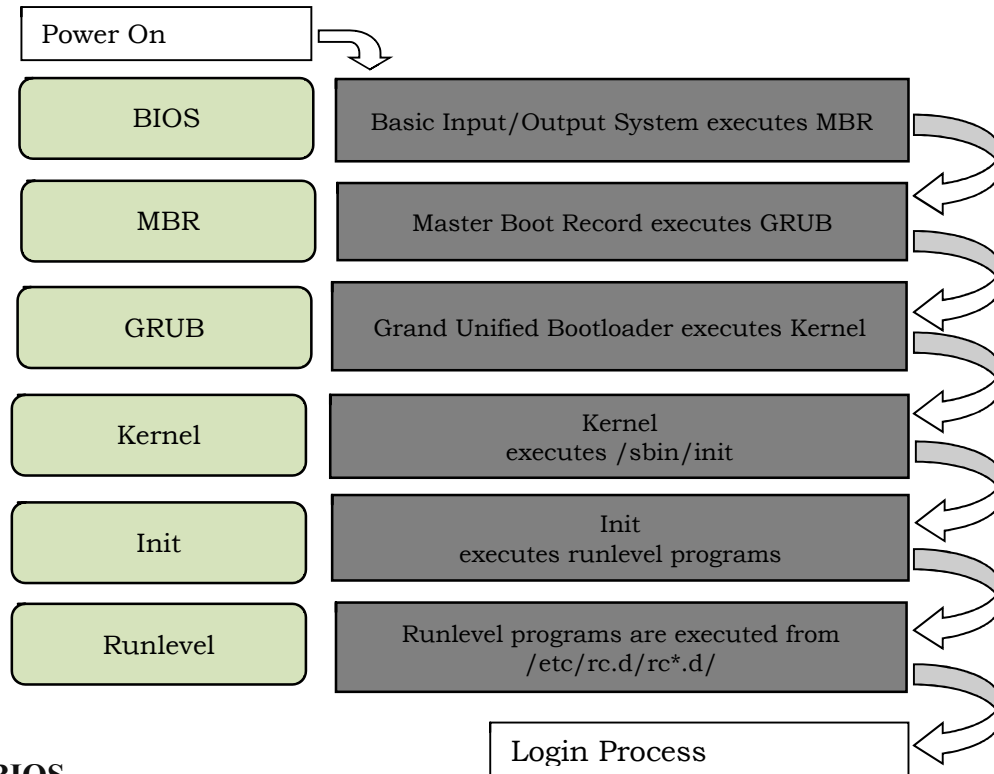 Power On
BIOS
Basic Input/Output System executes MBR
MBR
Master Boot Record executes GRUB
GRUB
Grand Unified Bootloader executes Kernel
Kernel
Kernel
executes /sbin/init
Init
Init
executes runlevel programs
Runlevel
Runlevel programs are executed from
/etc/rc.d/rc*.d/
Login Process
BIOS